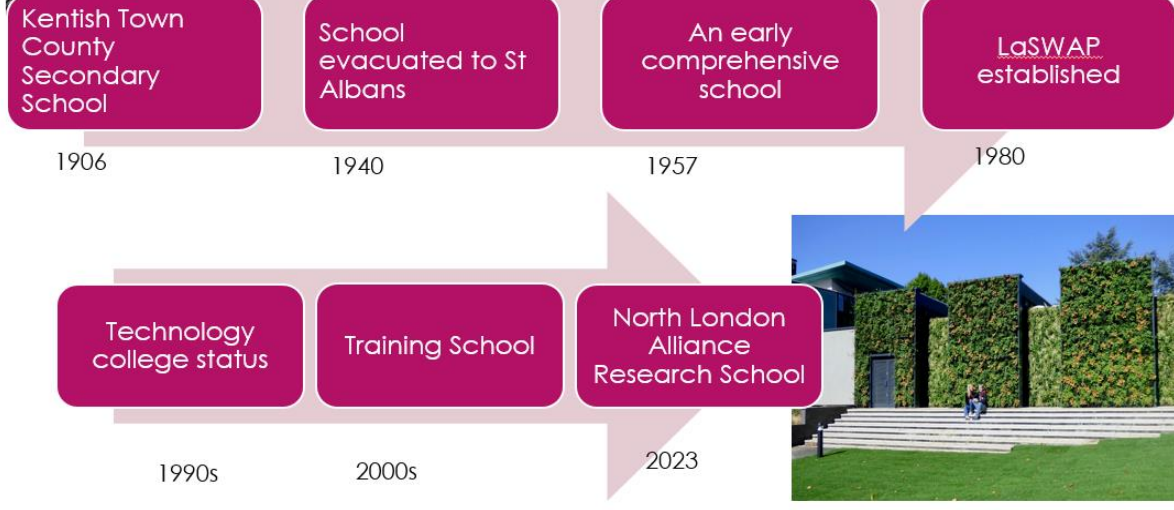 Kentish Town
County
Secondary
School
School
evacuated to St
Albans
An early
comprehensive
school
LaSWAP
established
1906
1940
1957
1980
Technology
college status
Training School
North London
Alliance
Research School
1990s
2000s
2023